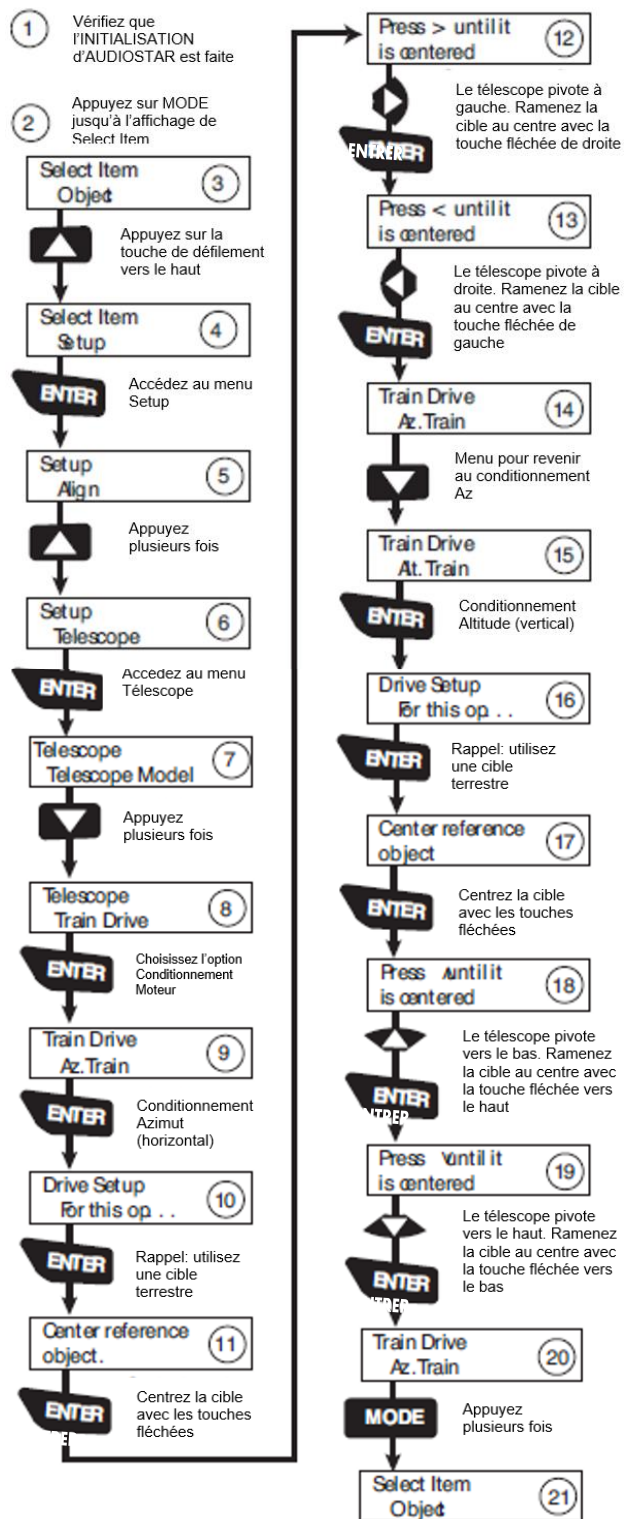 1
Vérifiez que
l'INITIALISATION
d'AUDIOSTAR est faite
2
Appuyez sur MODE
jusqu'à l'affichage de
Select Item
Select Item
Object
3
Appuyez sur la
touche de défilement
vers le haut
Select Item
Setup
4
ENTER
Accédez au menu
Setup
Setup
Align
5
Appuyez
plusieurs fois
Setup
Telescope
6
ENTER
Accédez au menu
Télescope
Telescope
Telescope Model
7
Appuyez
plusieurs fois
Telescope
Train Drive
8
ENTER
Choisissez l'option
Conditionnement
Moteur
Train Drive
Az.Train
9
ENTER
Conditionnement
Azimut
(horizontal)
Drive Setup
For this op . .
10
ENTER
Rappel: utilisez
une cible
terrestre
Center reference
object.
11
ENTER
Centrez la cible
avec les touches
fléchées
Press > until it
is centered
12
Le télescope pivote à
gauche. Ramenez la
cible au centre avec la
touche fléchée de droite
ENTRER
Press < until it
is centered
13
Le télescope pivote à
droite. Ramenez la cible
au centre avec la
touche fléchée de
gauche
ENTER
Train Drive
Az.Train
14
Menu pour revenir
au conditionnement
Az
Train Drive
Alt.Train
15
ENTER
Conditionnement
Altitude (vertical)
Drive Setup
For this op . .
16
ENTER
Rappel: utilisez
une cible
terrestre
Center reference
object
17
ENTER
Centrez la cible
avec les touches
fléchées
Press until it
is centered
18
Le télescope pivote
vers le bas. Ramenez
la cible au centre avec
la touche fléchée vers
le haut
ENTER
Press until it
is centered
19
Le télescope pivote
vers le haut. Ramenez
la cible au centre avec
la touche fléchée vers
le bas
ENTER
Train Drive
Az.Train
20
MODE
Appuyez
plusieurs fois
Select Item
Object
21